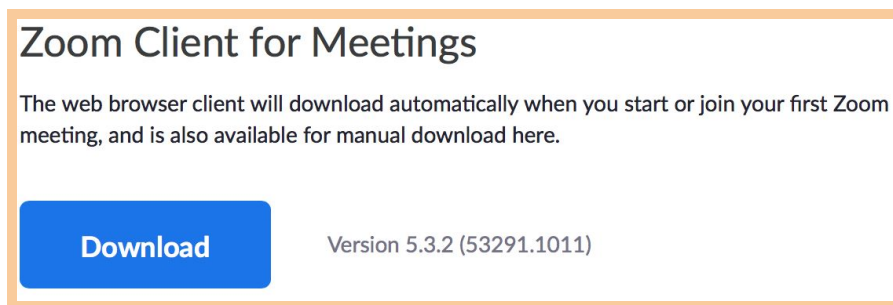 Zoom Client for Meetings
The web browser client will download automatically when you start or join your first Zoom
meeting, and is also available for manual download here.
Download
Version 5.3.2 (53291.1011)